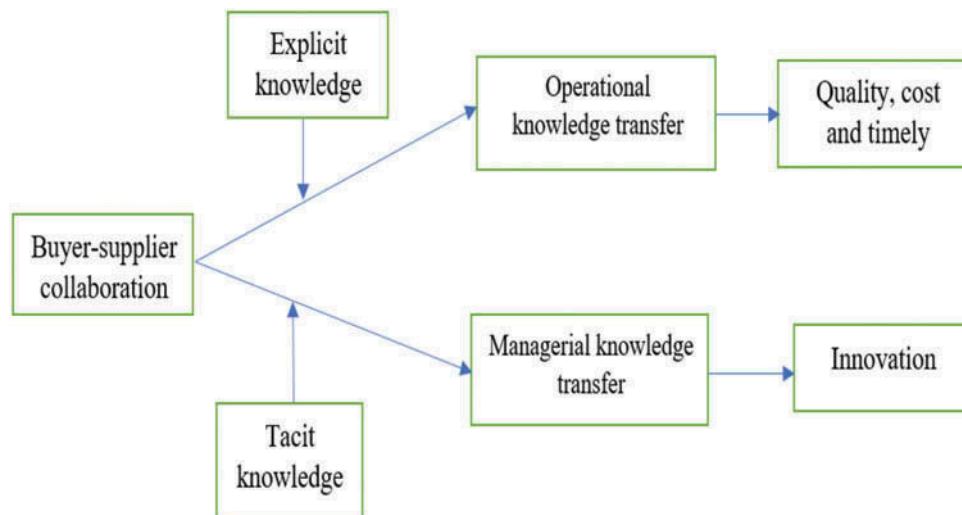 Explicit
knowledge
Operational
knowledge transfer
Quality, cost
and timely
Buyer-supplier
collaboration
Managerial knowledge
transfer
Innovation
Tacit
knowledge